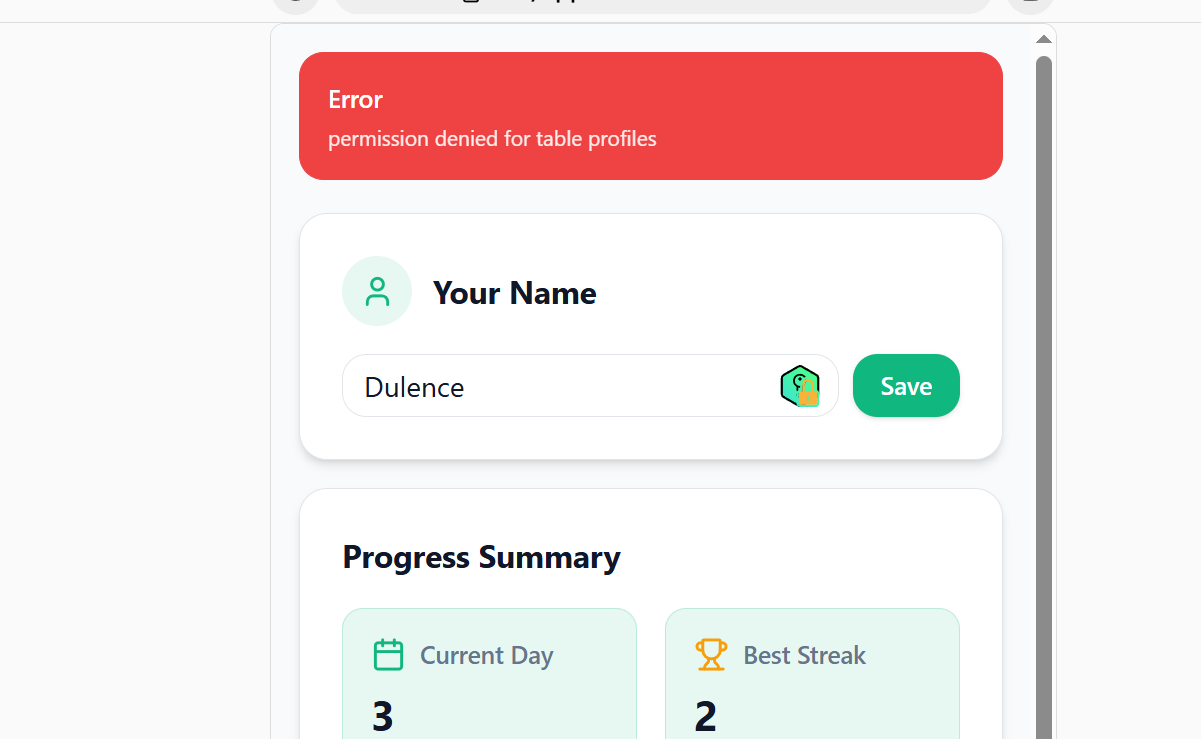 Error
permission denied for table profiles
Your Name
Dulence
Save
Progress Summary
Current Day
Best Streak
3
2